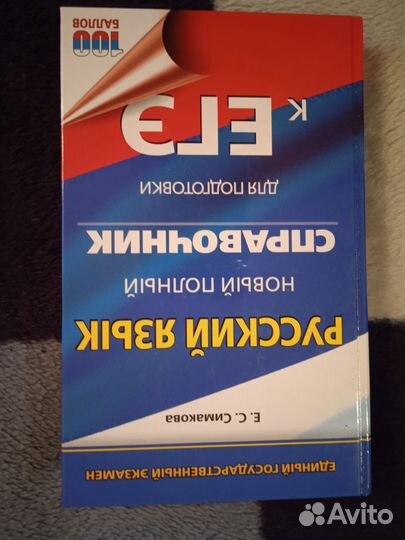 ЕДИНЫЙ ГОСУДАРСТВЕННЫЙ ЭКЗАМЕН
Е. С. Симакова
РУССКИЙ ЯЗЫК
НОВЫЙ ПОЛНЫЙ
СПРАВОЧНИК
ДЛЯ ПОДГОТОВКИ
К ЕГЭ
100
БАЛЛОВ
Avito